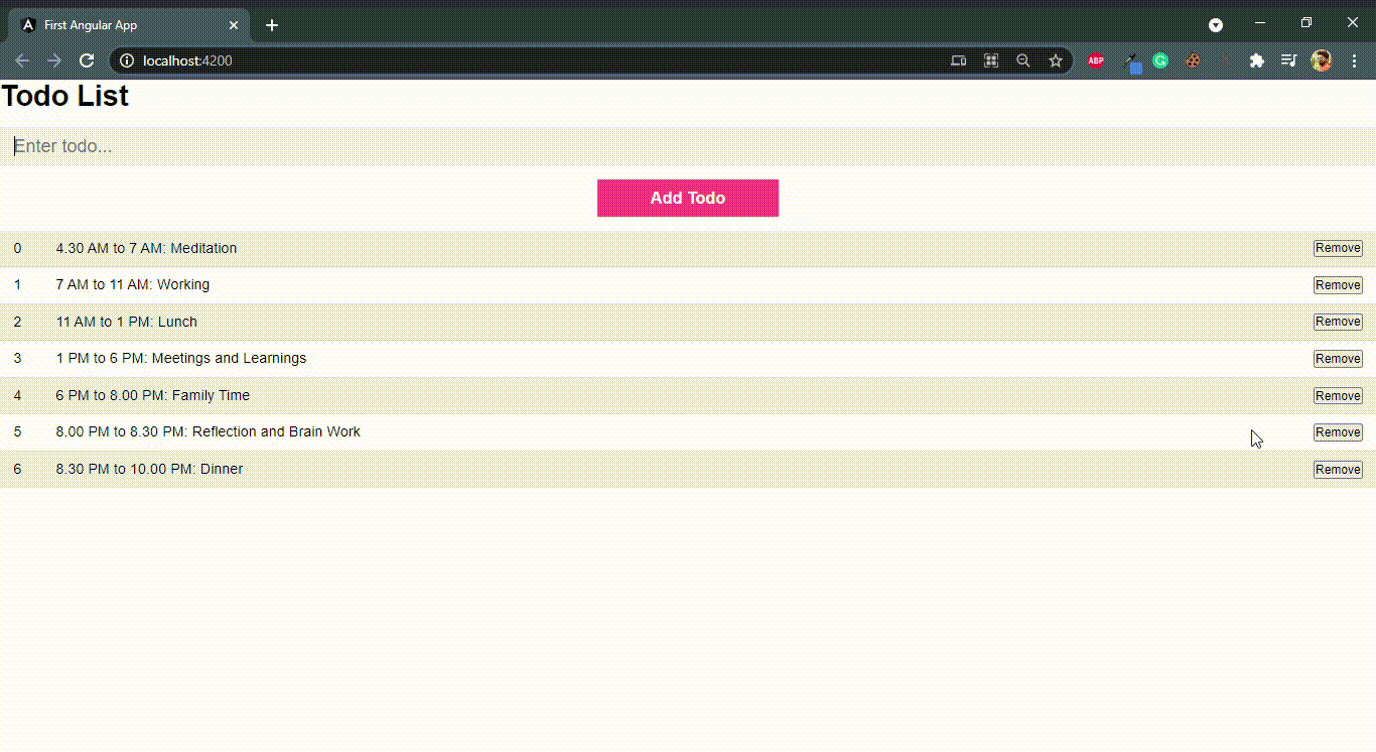 First Angular App
localhost:4200
ABP
Todo List
Enter todo...
Add Todo
0 4.30 AM to 7 AM: Meditation Remove
1 7 AM to 11 AM: Working Remove
2 11 AM to 1 PM: Lunch Remove
3 1 PM to 6 PM: Meetings and Learnings Remove
4 6 PM to 8.00 PM: Family Time Remove
5 8.00 PM to 8.30 PM: Reflection and Brain Work Remove
6 8.30 PM to 10.00 PM: Dinner Remove